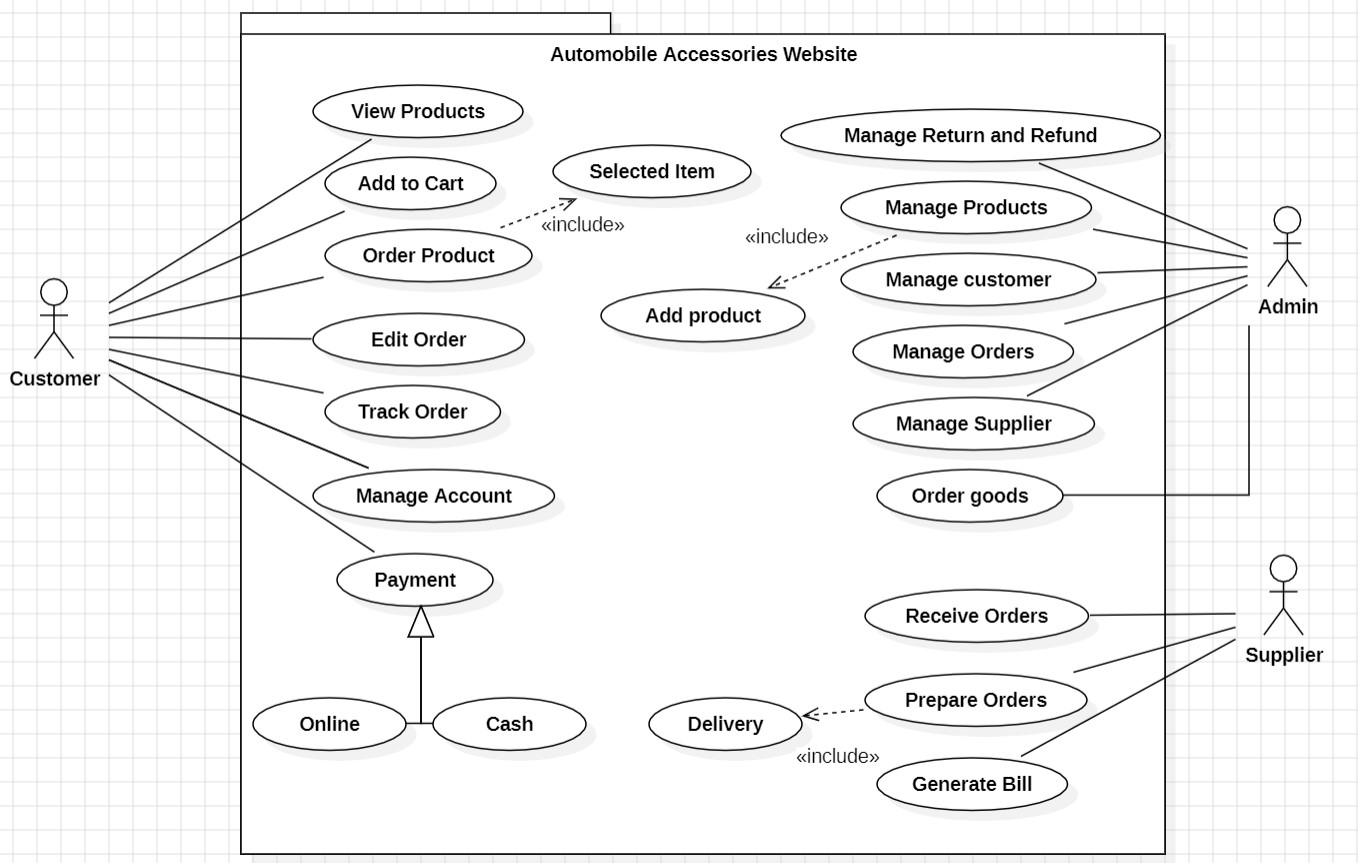 Automobile Accessories Website
View Products
Add to Cart
Order Product
Selected Item
«include»
Edit Order
Track Order
Manage Account
Payment
Online
Cash
Customer
Manage Return and Refund
Manage Products
«include»
Add product
Manage customer
Manage Orders
Manage Supplier
Order goods
Admin
Receive Orders
Prepare Orders
Delivery
«include»
Generate Bill
Supplier